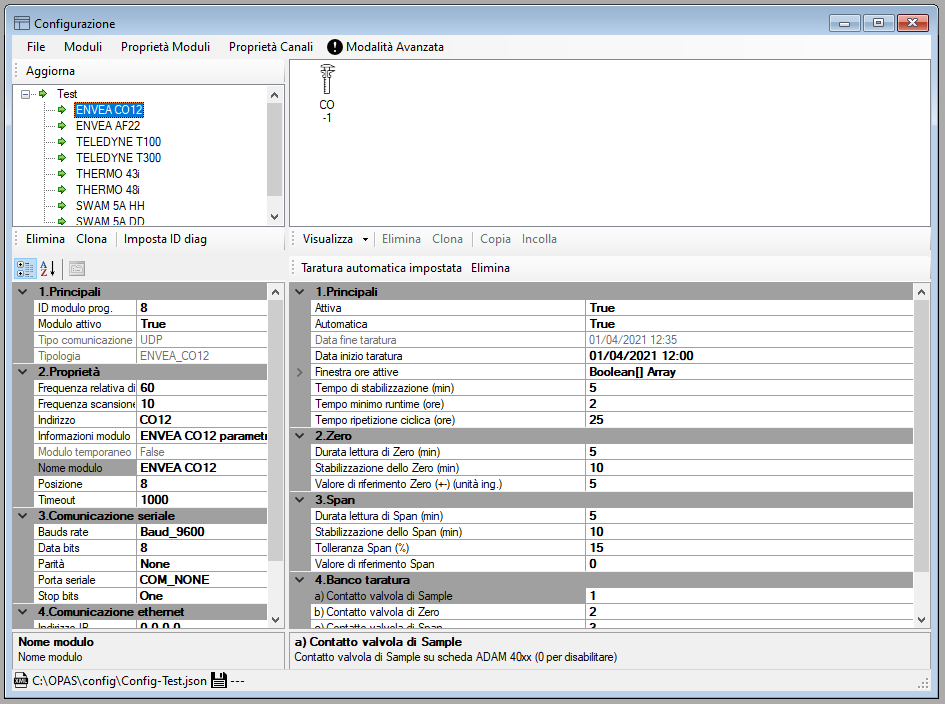 Configurazione
File Moduli Proprietà Moduli Proprietà Canali Modalità Avanzata
Aggiorna
Test
ENVEA CO12
ENVEA AF22
TELEDYNE T100
TELEDYNE T300
THERMO 43i
THERMO 48i
SWAM 5A HH
SWAM 5A DD
CO
-1
Elimina Clona Imposta ID diag
Visualizza Elimina Clona Copia Incolla
Taratura automatica impostata Elimina
1.Principali
ID modulo prog. 8
Modulo attivo True
Tipo comunicazione UDP
Tipologia ENVEA_CO12
2.Proprietà
Frequenza relativa di 60
Frequenza scansione 10
Indirizzo CO12
Informazioni modulo ENVEA CO12 parametri
Modulo temporaneo False
Nome modulo ENVEA CO12
Posizione 8
Timeout 1000
3.Comunicazione seriale
Bauds rate Baud_9600
Data bits 8
Parità None
Porta seriale COM_NONE
Stop bits One
4.Comunicazione ethernet
Indirizzo IP 0.0.0.0
Nome modulo
Nome modulo
1.Principali
Attiva True
Automatica True
Data fine taratura 01/04/2021 12:35
Data inizio taratura 01/04/2021 12:00
Finestra ore attive Boolean[] Array
Tempo di stabilizzazione (min) 5
Tempo minimo runtime (ore) 2
Tempo ripetizione ciclica (ore) 25
2.Zero
Durata lettura di Zero (min) 5
Stabilizzazione dello Zero (min) 10
Valore di riferimento Zero (+-) (unità ing.) 5
3.Span
Durata lettura di Span (min) 5
Stabilizzazione dello Span (min) 10
Tolleranza Span (%) 15
Valore di riferimento Span 0
4.Banco taratura
a) Contatto valvola di Sample 1
b) Contatto valvola di Zero 2
c) Contatto valvola di Span 3
a) Contatto valvola di Sample
Contatto valvola di Sample su scheda ADAM 40xx (0 per disabilitare)
C:\OPAS\config\Config-Test.json ---